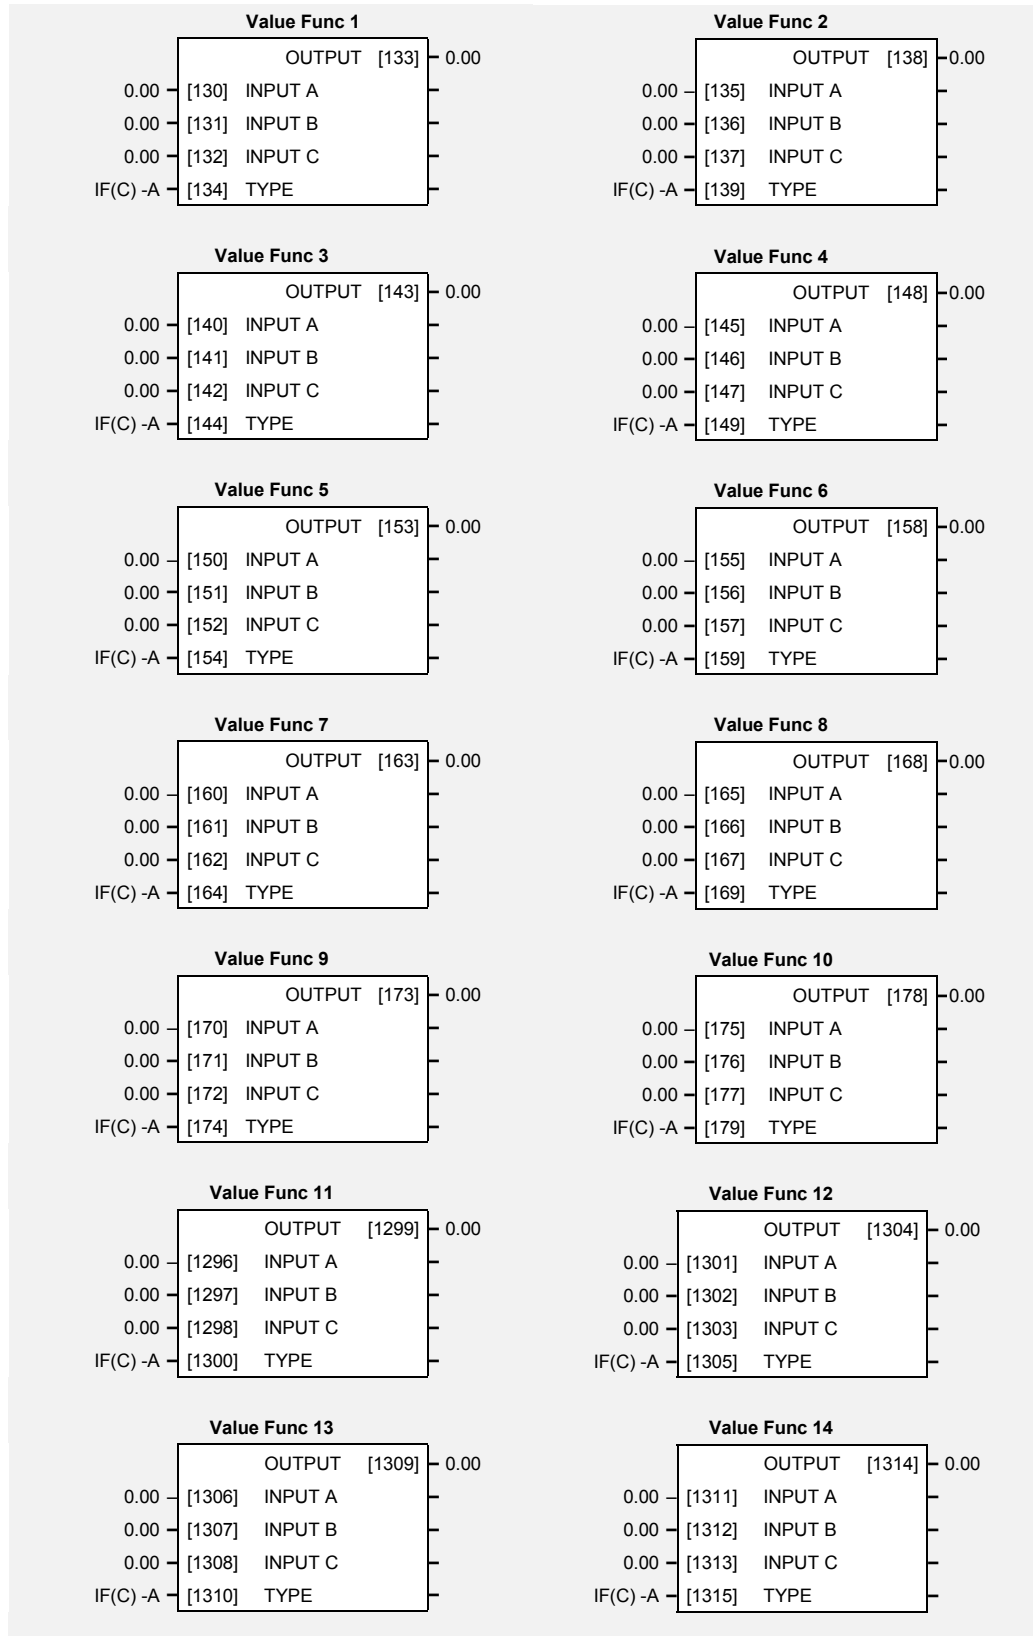 Value Func 1
OUTPUT [133] 0.00
0.00 [130] INPUT A
0.00 [131] INPUT B
0.00 [132] INPUT C
IF(C) -A [134] TYPE
Value Func 2
OUTPUT [138] 0.00
0.00 [135] INPUT A
0.00 [136] INPUT B
0.00 [137] INPUT C
IF(C) -A [139] TYPE
Value Func 3
OUTPUT [143] 0.00
0.00 [140] INPUT A
0.00 [141] INPUT B
0.00 [142] INPUT C
IF(C) -A [144] TYPE
Value Func 4
OUTPUT [148] 0.00
0.00 [145] INPUT A
0.00 [146] INPUT B
0.00 [147] INPUT C
IF(C) -A [149] TYPE
Value Func 5
OUTPUT [153] 0.00
0.00 [150] INPUT A
0.00 [151] INPUT B
0.00 [152] INPUT C
IF(C) -A [154] TYPE
Value Func 6
OUTPUT [158] 0.00
0.00 [155] INPUT A
0.00 [156] INPUT B
0.00 [157] INPUT C
IF(C) -A [159] TYPE
Value Func 7
OUTPUT [163] 0.00
0.00 [160] INPUT A
0.00 [161] INPUT B
0.00 [162] INPUT C
IF(C) -A [164] TYPE
Value Func 8
OUTPUT [168] 0.00
0.00 [165] INPUT A
0.00 [166] INPUT B
0.00 [167] INPUT C
IF(C) -A [169] TYPE
Value Func 9
OUTPUT [173] 0.00
0.00 [170] INPUT A
0.00 [171] INPUT B
0.00 [172] INPUT C
IF(C) -A [174] TYPE
Value Func 10
OUTPUT [178] 0.00
0.00 [175] INPUT A
0.00 [176] INPUT B
0.00 [177] INPUT C
IF(C) -A [179] TYPE
Value Func 11
OUTPUT [1299] 0.00
0.00 [1296] INPUT A
0.00 [1297] INPUT B
0.00 [1298] INPUT C
IF(C) -A [1300] TYPE
Value Func 12
OUTPUT [1304] 0.00
0.00 [1301] INPUT A
0.00 [1302] INPUT B
0.00 [1303] INPUT C
IF(C) -A [1305] TYPE
Value Func 13
OUTPUT [1309] 0.00
0.00 [1306] INPUT A
0.00 [1307] INPUT B
0.00 [1308] INPUT C
IF(C) -A [1310] TYPE
Value Func 14
OUTPUT [1314] 0.00
0.00 [1311] INPUT A
0.00 [1312] INPUT B
0.00 [1313] INPUT C
IF(C) -A [1315] TYPE